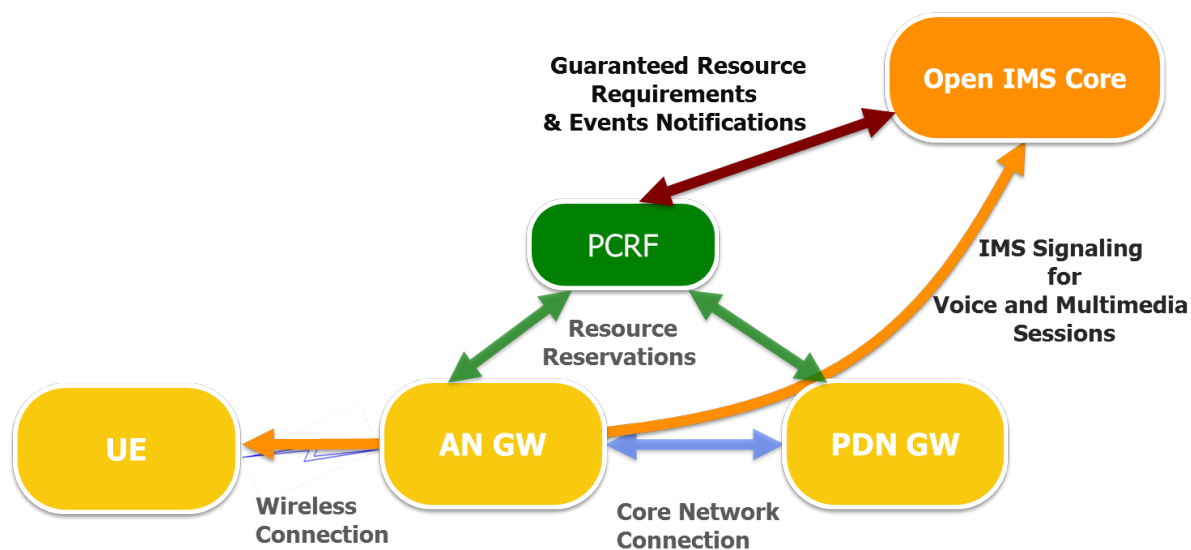 Guaranteed Resource
Requirements
& Events Notifications
Open IMS Core
PCRF
IMS Signaling
for
Voice and Multimedia
Sessions
Resource
Reservations
UE
AN GW
PDN GW
Wireless
Connection
Core Network
Connection